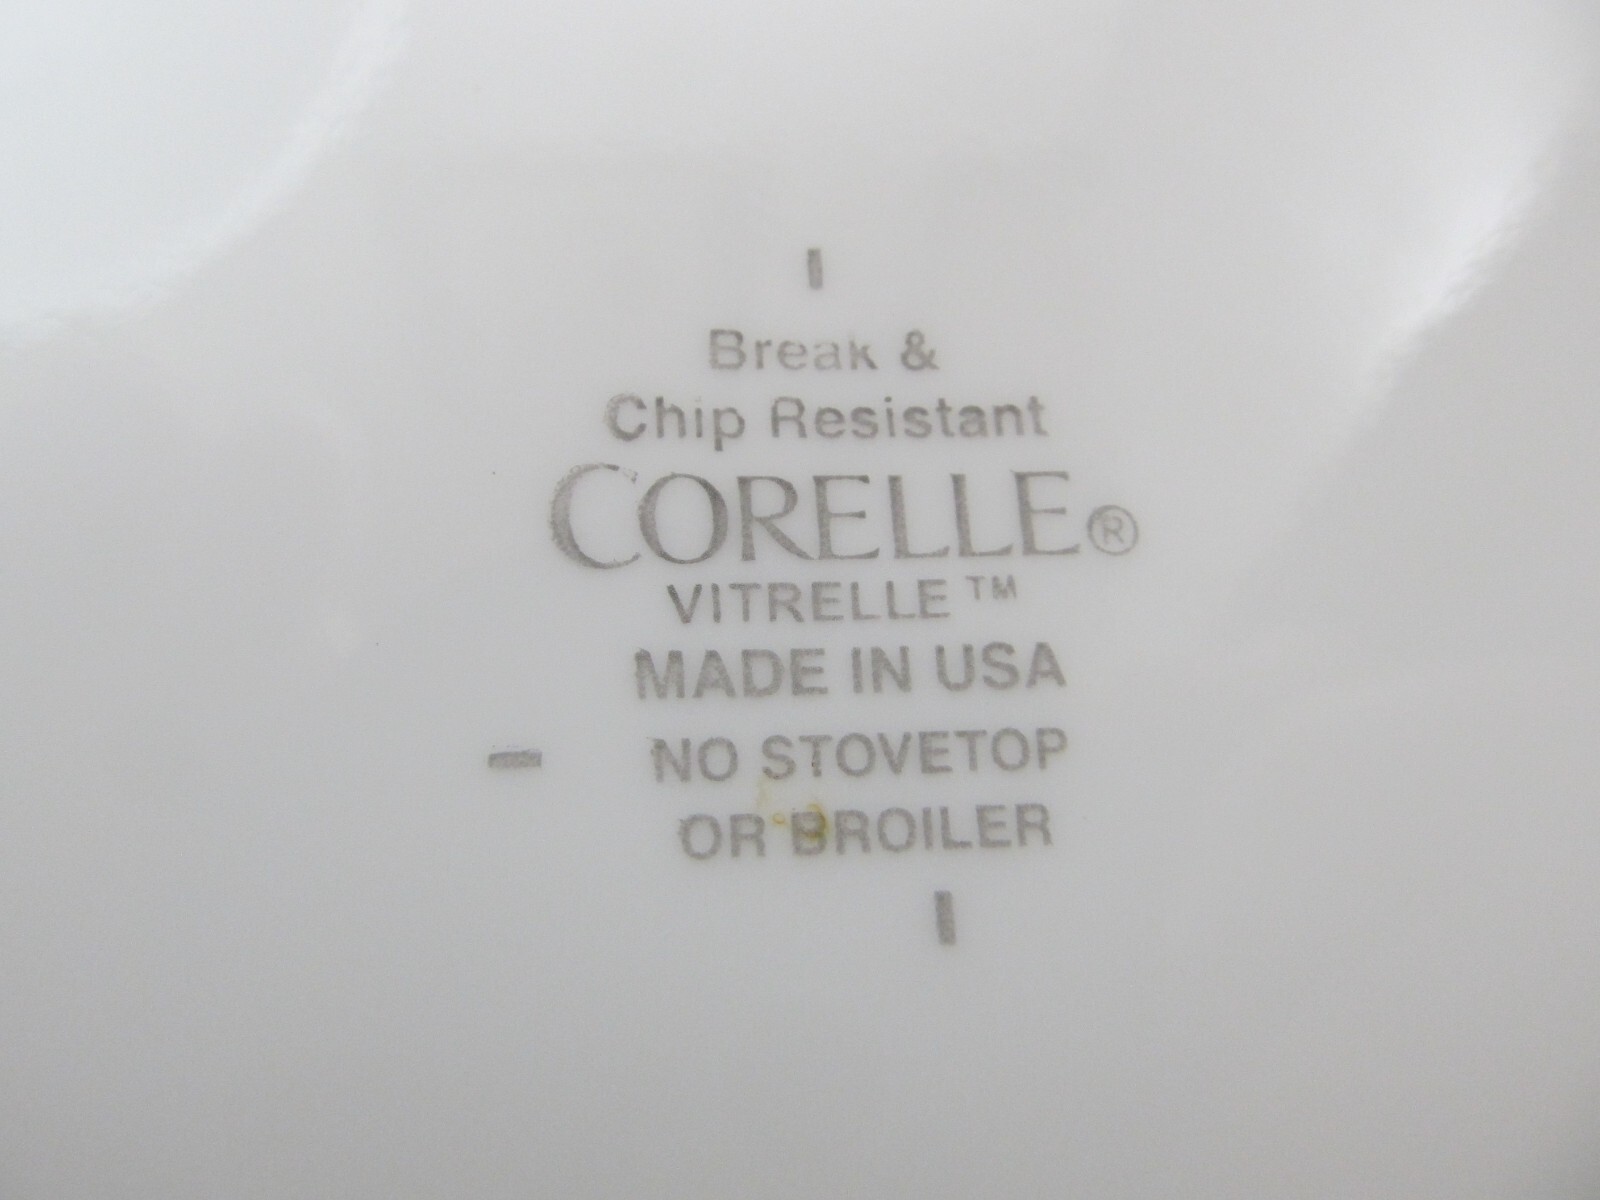 Break &
Chip Resistant
CORELLE®
VITRELLE™
MADE IN USA
NO STOVETOP
OR BROILER